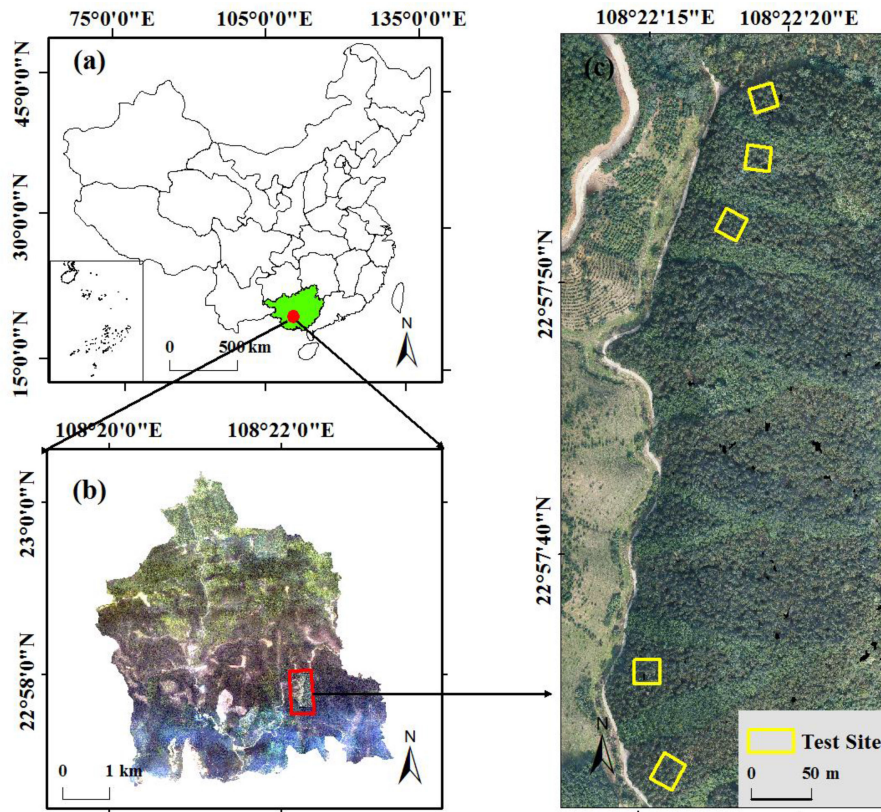 75°0'0"E 105°0'0"E 135°0'0"E
(a)
45°0'0"N
30°0'0"N
15°0'0"N
0 500 km
N
108°20'0"E 108°22'0"E
(b)
23°0'0"N
22°58'0"N
0 1 km
N
108°22'15"E 108°22'20"E
(c)
22°57'50"N
22°57'40"N
N
Test Site
0 50 m